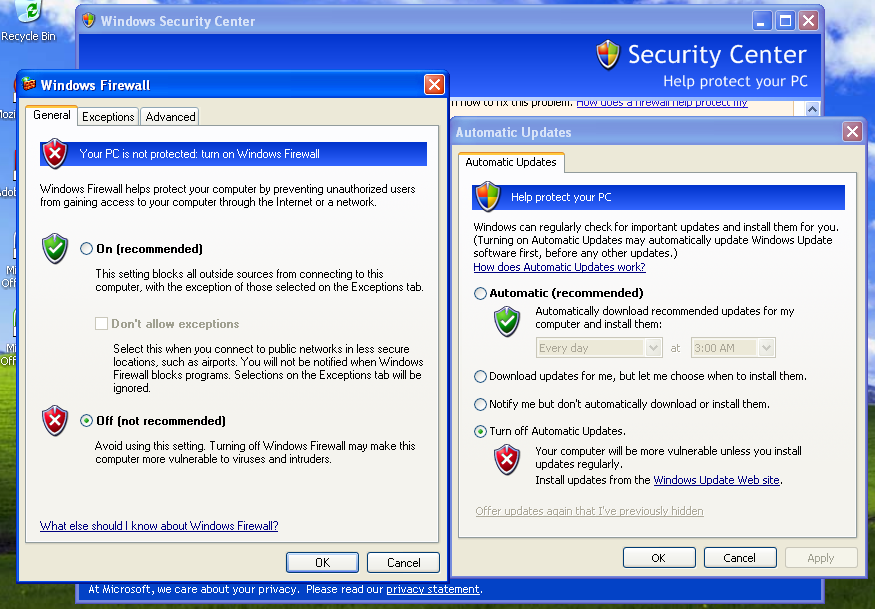 Recycle Bin
Windows Security Center
Security Center
Help protect your PC
n how to fix this problem. How does a firewall help protect my
Windows Firewall
General
Exceptions
Advanced
Your PC is not protected: turn on Windows Firewall
Windows Firewall helps protect your computer by preventing unauthorized users
from gaining access to your computer through the Internet or a network.
On (recommended)
This setting blocks all outside sources from connecting to this
computer, with the exception of those selected on the Exceptions tab.
Don't allow exceptions
Select this when you connect to public networks in less secure
locations, such as airports. You will not be notified when Windows
Firewall blocks programs. Selections on the Exceptions tab will be
ignored.
Off (not recommended)
Avoid using this setting. Turning off Windows Firewall may make this
computer more vulnerable to viruses and intruders.
What else should I know about Windows Firewall?
OK
Cancel
Automatic Updates
Automatic Updates
Help protect your PC
Windows can regularly check for important updates and install them for you.
(Turning on Automatic Updates may automatically update Windows Update
software first, before any other updates.)
How does Automatic Updates work?
Automatic (recommended)
Automatically download recommended updates for my
computer and install them:
Every day at 3:00 AM
Download updates for me, but let me choose when to install them.
Notify me but don't automatically download or install them.
Turn off Automatic Updates.
Your computer will be more vulnerable unless you install
updates regularly.
Install updates from the Windows Update Web site.
Offer updates again that I've previously hidden
OK
Cancel
Apply
At Microsoft, we care about your privacy. Please read our privacy statement.